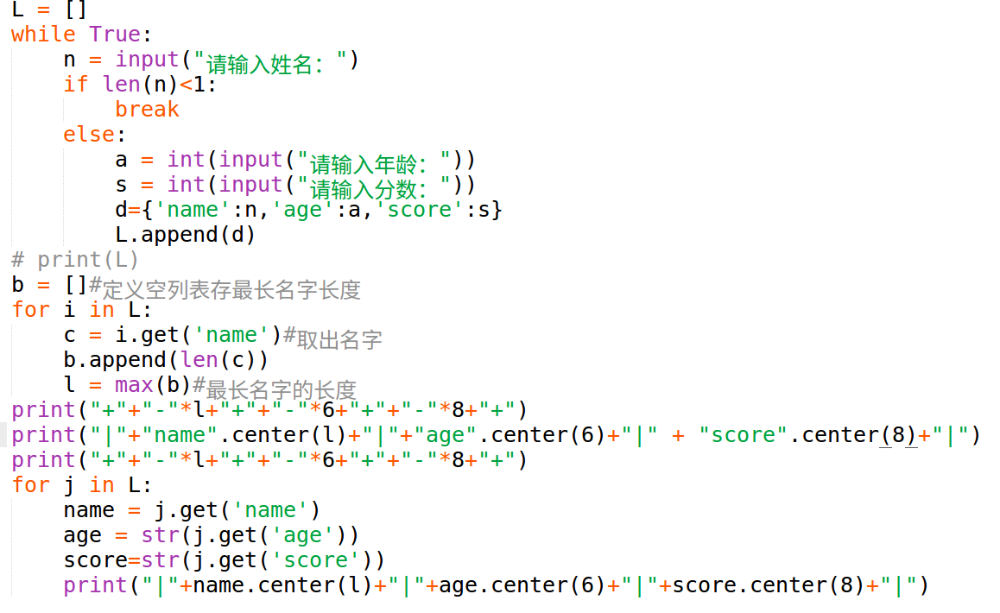 L = []
while True:
    n = input("请输入姓名：")
    if len(n)<1:
        break
    else:
        a = int(input("请输入年龄："))
        s = int(input("请输入分数："))
        d={'name':n,'age':a,'score':s}
        L.append(d)
# print(L)
b = []#定义空列表存最长名字长度
for i in L:
    c = i.get('name')#取出名字
    b.append(len(c))
    l = max(b)#最长名字的长度
print("+"+"-"*l+"+"+"-"*6+"+"+"-"*8+"+")
print("|"+"name".center(l)+"|"+"age".center(6)+"|" + "score".center(8)+"|")
print("+"+"-"*l+"+"+"-"*6+"+"+"-"*8+"+")
for j in L:
    name = j.get('name')
    age = str(j.get('age'))
    score=str(j.get('score'))
    print("|"+name.center(l)+"|"+age.center(6)+"|"+score.center(8)+"|")